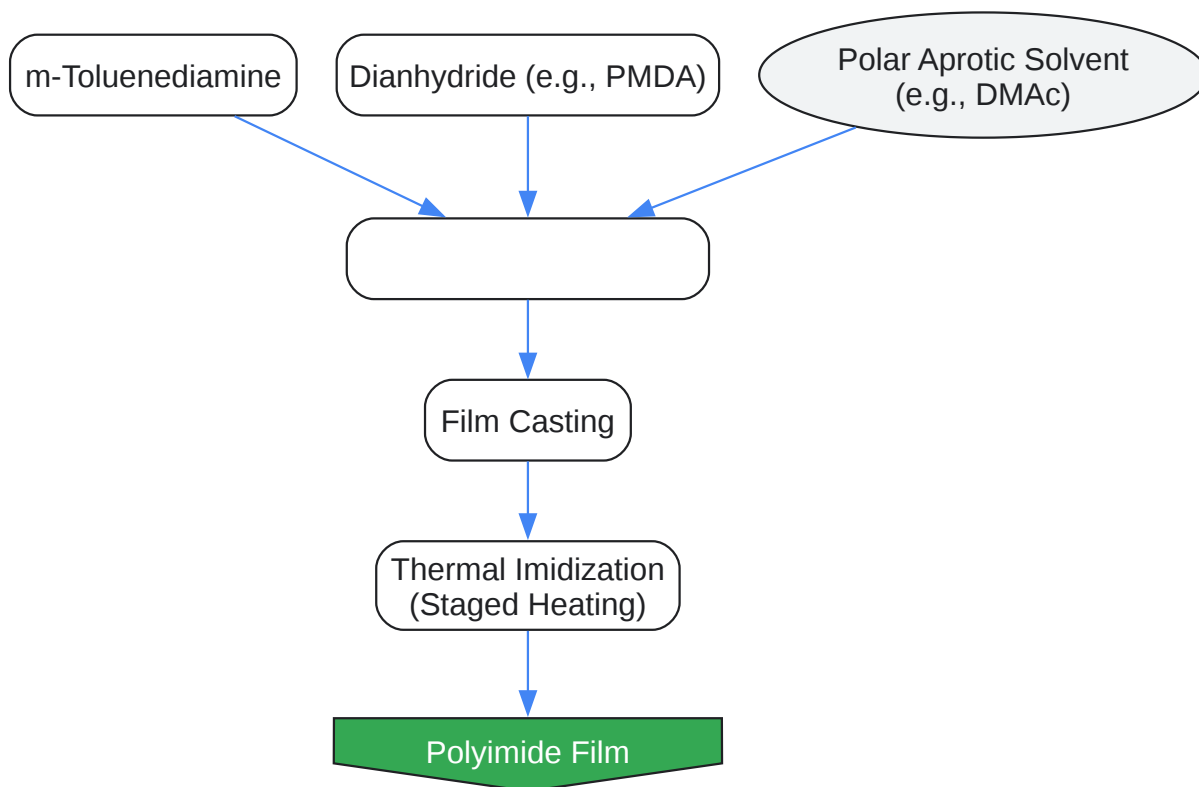 m-Toluenediamine
Dianhydride (e.g., PMDA)
Polar Aprotic Solvent
(e.g., DMAc)
Film Casting
Thermal Imidization
(Staged Heating)
Polyimide Film